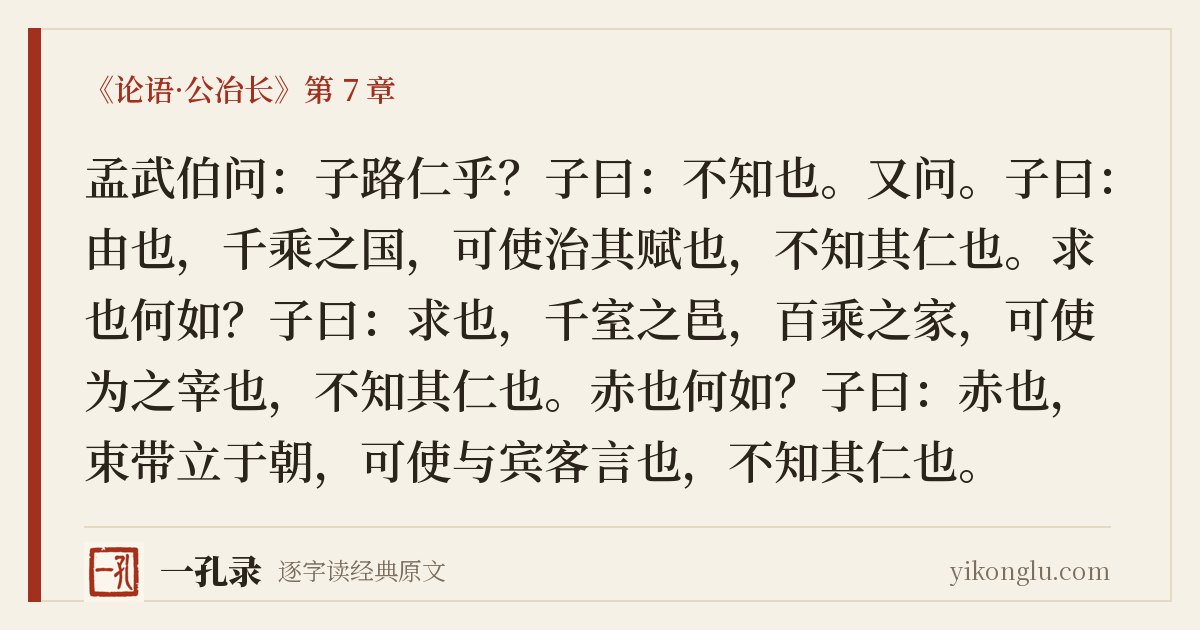 《论语·公冶长》第 7 章
孟武伯问：子路仁乎？子曰：不知也。又问。子曰：
由也，千乘之国，可使治其赋也，不知其仁也。求
也何如？子曰：求也，千室之邑，百乘之家，可使
为之宰也，不知其仁也。赤也何如？子曰：赤也，
束带立于朝，可使与宾客言也，不知其仁也。
一孔
一孔录 逐字读经典原文 yikonglu.com